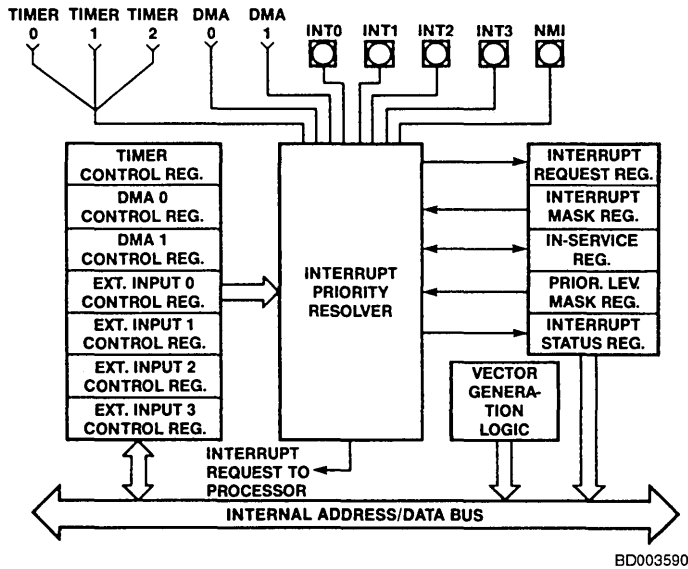 TIMER TIMER TIMER DMA DMA
0 1 2 0 1
INT0 INT1 INT2 INT3 NMI
TIMER
CONTROL REG.
DMA 0
CONTROL REG.
DMA 1
CONTROL REG.
EXT. INPUT 0
CONTROL REG.
EXT. INPUT 1
CONTROL REG.
EXT. INPUT 2
CONTROL REG.
EXT. INPUT 3
CONTROL REG.
INTERRUPT
PRIORITY
RESOLVER
INTERRUPT
REQUEST REG.
INTERRUPT
MASK REG.
IN-SERVICE
REG.
PRIOR. LEV.
MASK REG.
INTERRUPT
STATUS REG.
VECTOR
GENERA-
TION
LOGIC
INTERRUPT
REQUEST TO
PROCESSOR
INTERNAL ADDRESS/DATA BUS
BD003590